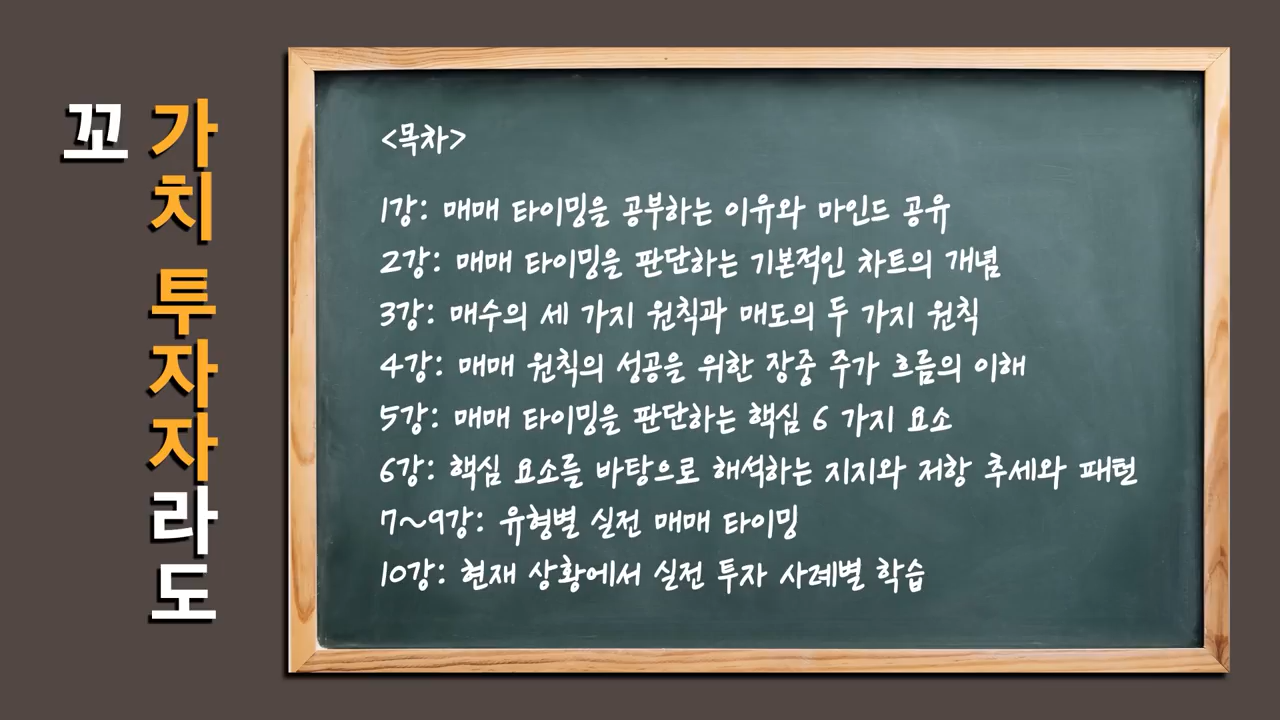 가치 투자자라도
꼬
<목차>
1강: 매매 타이밍을 공부하는 이유와 마인드 공유
2강: 매매 타이밍을 판단하는 기본적인 차트의 개념
3강: 매수의 세 가지 원칙과 매도의 두 가지 원칙
4강: 매매 원칙의 성공을 위한 장중 주가 흐름의 이해
5강: 매매 타이밍을 판단하는 핵심 6 가지 요소
6강: 핵심 요소를 바탕으로 해석하는 지지와 저항 추세와 패턴
7~9강: 유형별 실전 매매 타이밍
10강: 현재 상황에서 실전 투자 사례별 학습